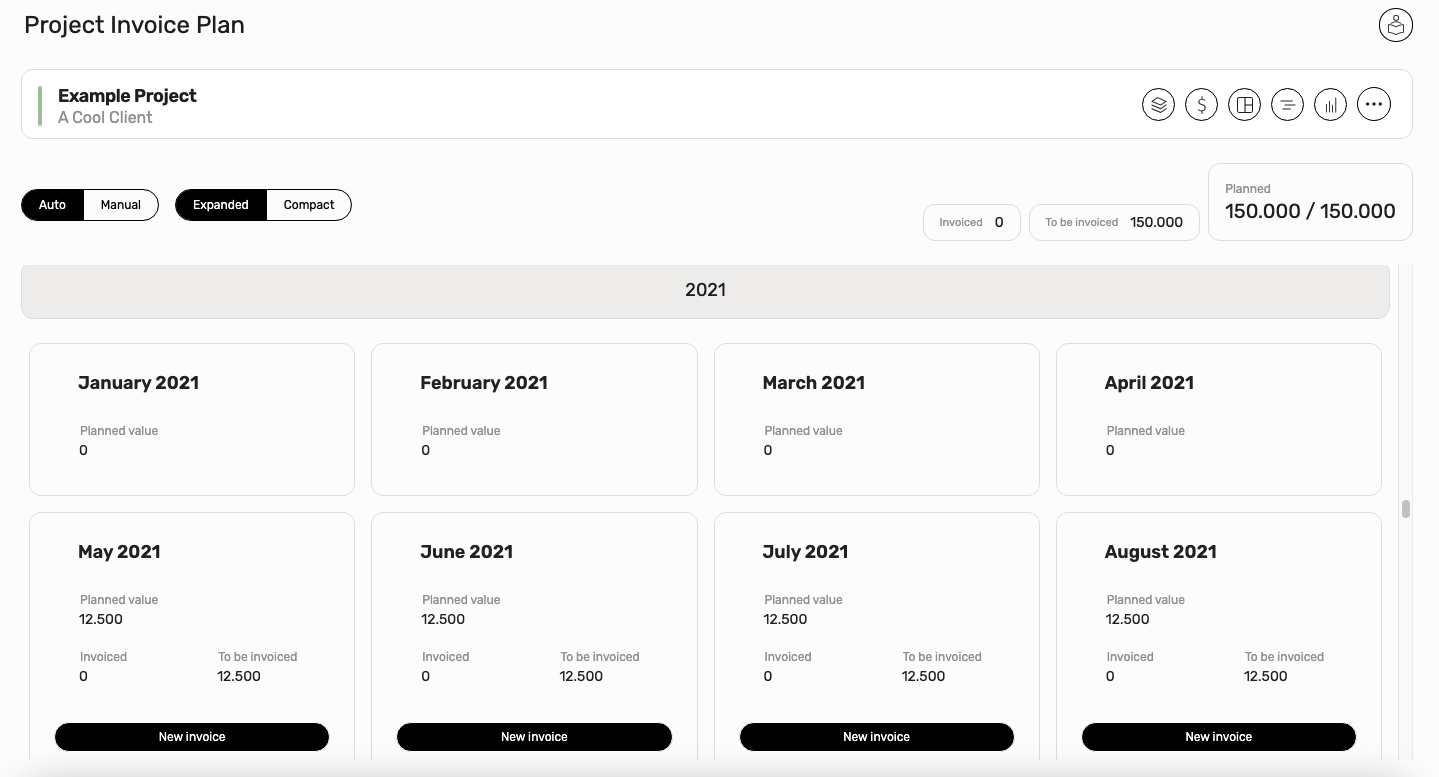 Project Invoice Plan
Example Project
A Cool Client
Auto Manual Expanded Compact
Planned
150.000 / 150.000
Invoiced 0 To be invoiced 150.000
2021
January 2021 February 2021 March 2021 April 2021
Planned value Planned value Planned value Planned value
0 0 0 0
May 2021 June 2021 July 2021 August 2021
Planned value Planned value Planned value Planned value
12.500 12.500 12.500 12.500
Invoiced To be invoiced Invoiced To be invoiced Invoiced To be invoiced Invoiced To be invoiced
0 12.500 0 12.500 0 12.500 0 12.500
New invoice New invoice New invoice New invoice